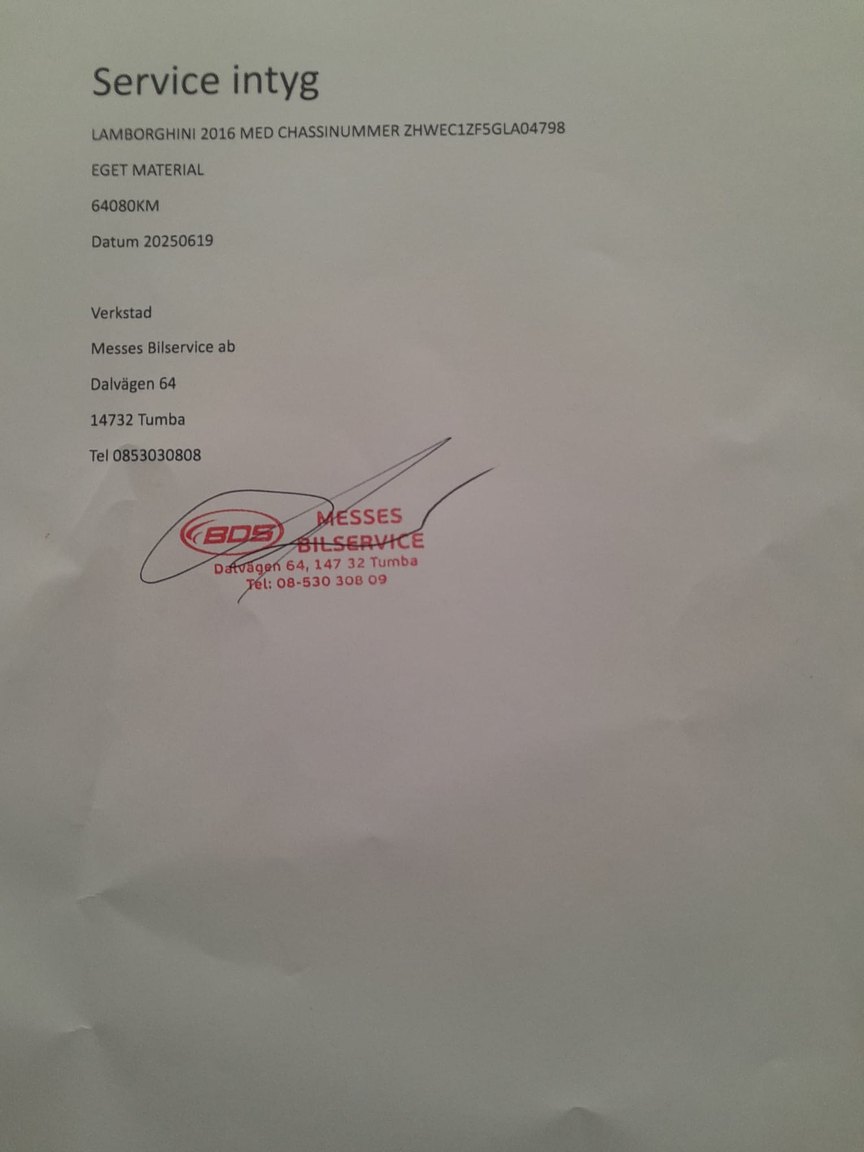 Service intyg
LAMBORGHINI 2016 MED CHASSINUMMER ZHWEC1ZF5GLA04798
EGET MATERIAL
64080KM
Datum 20250619
Verkstad
Messes Bilservice ab
Dalvägen 64
14732 Tumba
Tel 0853030808
BDS
MESSES
BILSERVICE
Dalvägen 64, 147 32 Tumba
Tel: 08-530 308 09